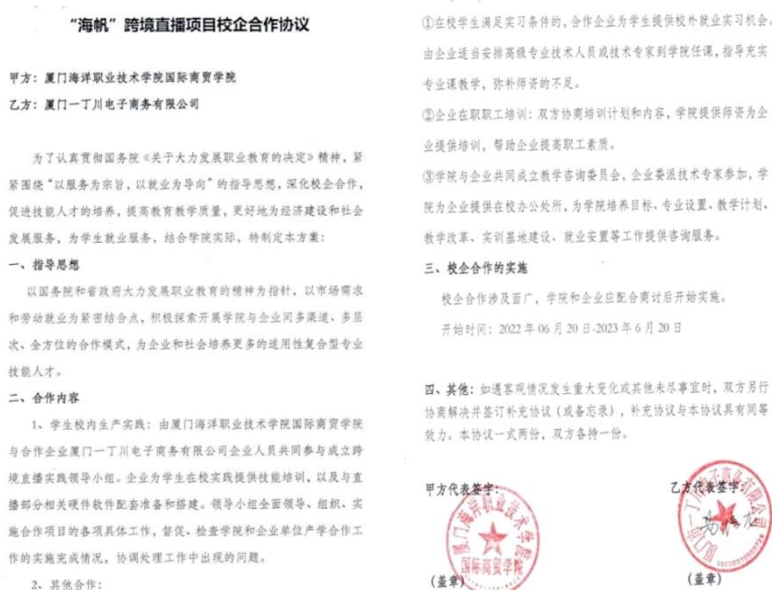 “海帆”跨境直播项目校企合作协议
甲方：厦门海洋职业技术学院国际商贸学院
乙方：厦门一丁川电子商务有限公司
为了认真贯彻国务院《关于大力发展职业教育的决定》精神，紧
紧围绕“以服务为宗旨，以就业为导向”的指导思想，深化校企合作，
促进技能人才的培养，提高教育教学质量，更好地为经济建设和社会
发展服务，为学生就业服务，结合学院实际，特制定本方案：
一、指导思想
以国务院和省政府大力发展职业教育的精神为指针，以市场需求
和劳动就业为紧密结合点，积极探索开展学院与企业间多渠道、多层
次、全方位的合作模式，为企业和社会培养更多的适用性复合型专业
技能人才。
二、合作内容
1、学生校内生产实践：由厦门海洋职业技术学院国际商贸学院
与合作企业厦门一丁川电子商务有限公司企业人员共同参与成立跨
境直播实践领导小组。企业为学生在校实践提供技能培训，以及与直
播部分相关硬件软件配套准备和搭建。领导小组全面领导、组织、实
施合作项目的各项具体工作，督促、检查学院和企业单位产学合作工
作的实施完成情况，协调处理工作中出现的问题。
2、其他合作：
①在校学生满足实习条件的，合作企业为学生提供校外就业实习机会。
由企业适当安排高级专业技术人员或技术专家到学院任课，指导充实
专业课教学，弥补师资的不足。
②企业在职职工培训：双方协商培训计划和内容，学院提供师资为企
业提供培训，帮助企业提高职工素质。
③学院与企业共同成立教学咨询委员会，企业委派技术专家参加，学
院为企业提供在校办公处所，为学院培养目标、专业设置、教学计划、
教学改革、实训基地建设、就业安置等工作提供咨询服务。
三、校企合作的实施
校企合作涉及面广，学院和企业应配合商讨后开始实施。
开始时间：2022年06月20日-2023年6月20日
四、其他：如遇客观情况发生重大变化或其他未尽事宜时，双方另行
协商解决并签订补充协议（或备忘录），补充协议与本协议具有同等
效力。本协议一式两份，双方各持一份。
甲方代表签字：
厦门海洋职业技术学院
国际商贸学院
（盖章）
乙方代表签字：
厦门一丁川电子商务有限公司
（盖章）